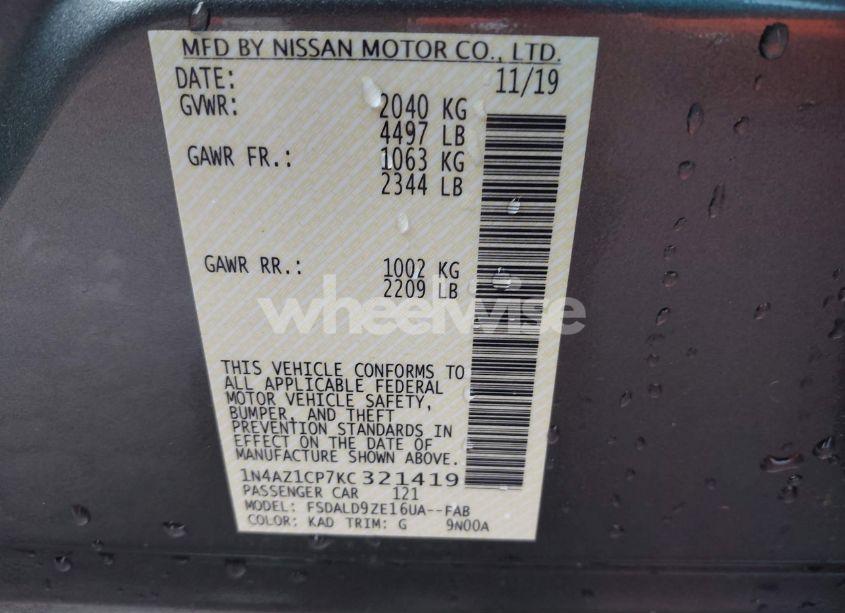 MFD BY NISSAN MOTOR CO., LTD.
DATE: 11/19
GVWR: 2040 KG
4497 LB
GAWR FR.: 1063 KG
2344 LB
GAWR RR.: 1002 KG
2209 LB
wheelwise
THIS VEHICLE CONFORMS TO
ALL APPLICABLE FEDERAL
MOTOR VEHICLE SAFETY,
BUMPER, AND THEFT
PREVENTION STANDARDS IN
EFFECT ON THE DATE OF
MANUFACTURE SHOWN ABOVE.
1N4AZ1CP7KC321419
PASSENGER CAR 121
MODEL: FSDALD9ZE16UA--FAB
COLOR: KAD TRIM: G 9N00A